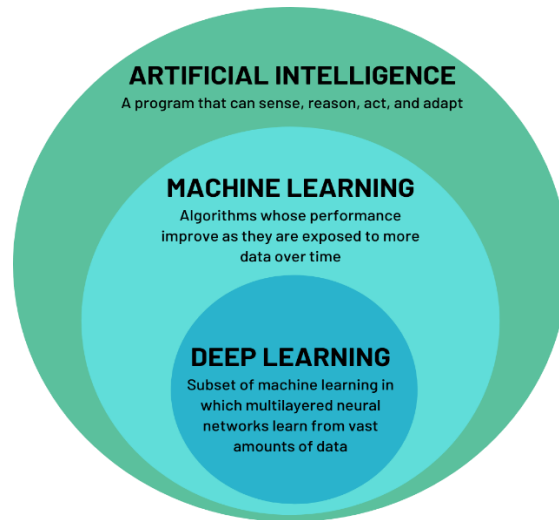 ARTIFICIAL INTELLIGENCE
A program that can sense, reason, act, and adapt
MACHINE LEARNING
Algorithms whose performance
improve as they are exposed to more
data over time
DEEP LEARNING
Subset of machine learning in
which multilayered neural
networks learn from vast
amounts of data